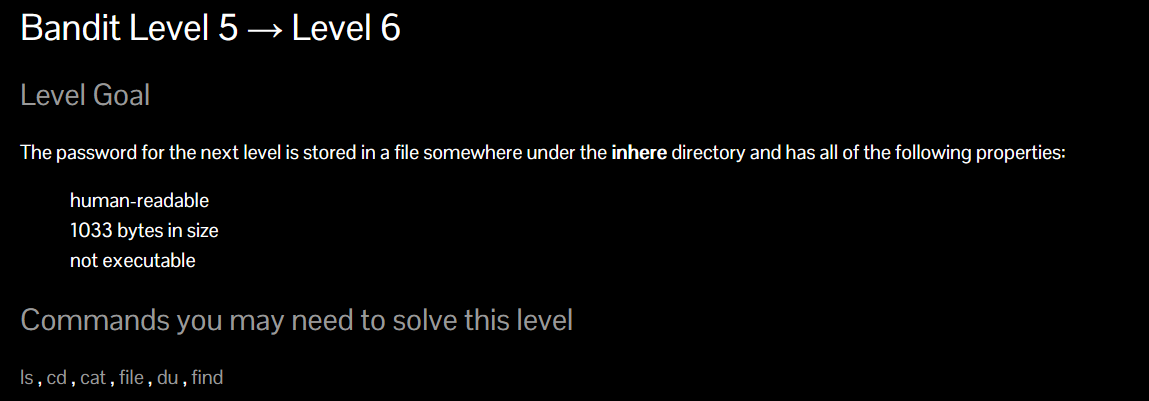 Bandit Level 5 → Level 6
Level Goal
The password for the next level is stored in a file somewhere under the inhere directory and has all of the following properties:
human-readable
1033 bytes in size
not executable
Commands you may need to solve this level
ls , cd , cat , file , du , find